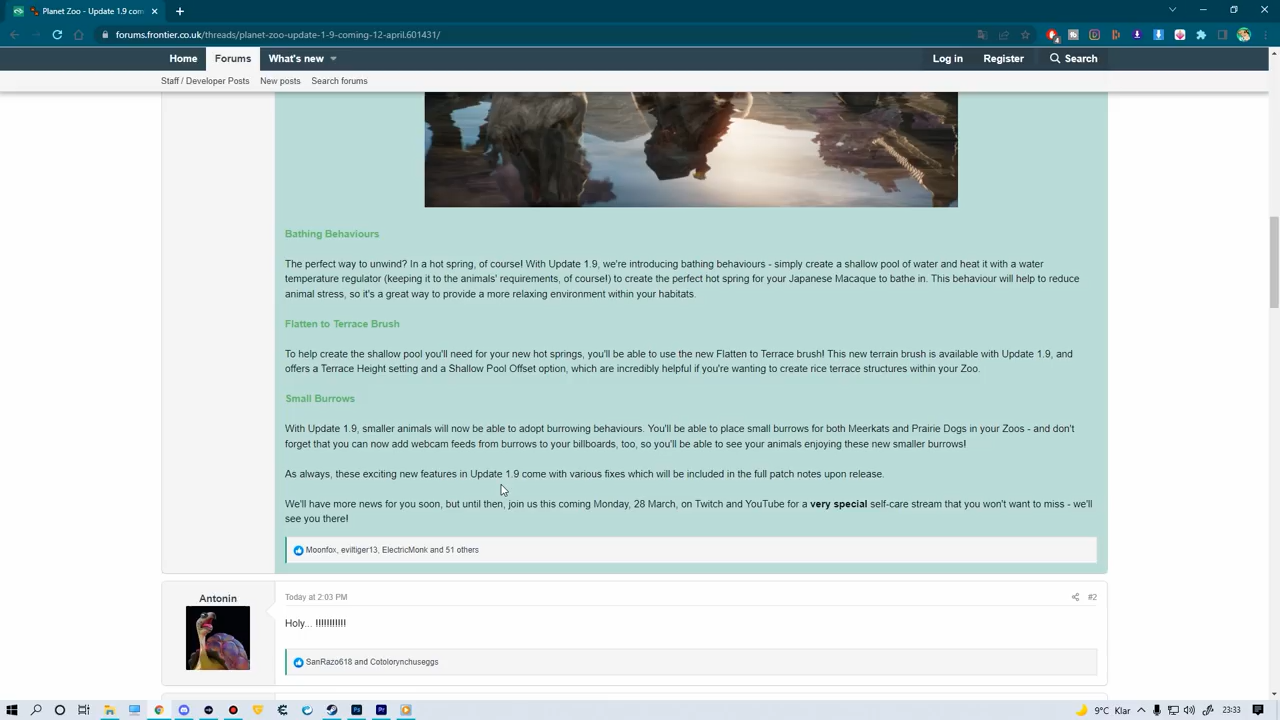 Planet Zoo - Update 1.9 com
forums.frontier.co.uk/threads/planet-zoo-update-1-9-coming-12-april.601431/
Home Forums What's new Log in Register Search
Staff / Developer Posts New posts Search forums
Bathing Behaviours
The perfect way to unwind? In a hot spring, of course! With Update 1.9, we're introducing bathing behaviours - simply create a shallow pool of water and heat it with a water
temperature regulator (keeping it to the animals' requirements, of course!) to create the perfect hot spring for your Japanese Macaque to bathe in. This behaviour will help to reduce
animal stress, so it's a great way to provide a more relaxing environment within your habitats.
Flatten to Terrace Brush
To help create the shallow pool you'll need for your new hot springs, you'll be able to use the new Flatten to Terrace brush! This new terrain brush is available with Update 1.9, and
offers a Terrace Height setting and a Shallow Pool Offset option, which are incredibly helpful if you're wanting to create rice terrace structures within your Zoo.
Small Burrows
With Update 1.9, smaller animals will now be able to adopt burrowing behaviours. You'll be able to place small burrows for both Meerkats and Prairie Dogs in your Zoos - and don't
forget that you can now add webcam feeds from burrows to your billboards, too, so you'll be able to see your animals enjoying these new smaller burrows!
As always, these exciting new features in Update 1.9 come with various fixes which will be included in the full patch notes upon release.
We'll have more news for you soon, but until then, join us this coming Monday, 28 March, on Twitch and YouTube for a very special self-care stream that you won't want to miss - we'll
see you there!
Moonfox, eviltiger13, ElectricMonk and 51 others
Antonin
Today at 2:03 PM #2
Holy... !!!!!!!!!!!
SanRazo618 and Cotolorynchuseggs
9°C Klar 23:33